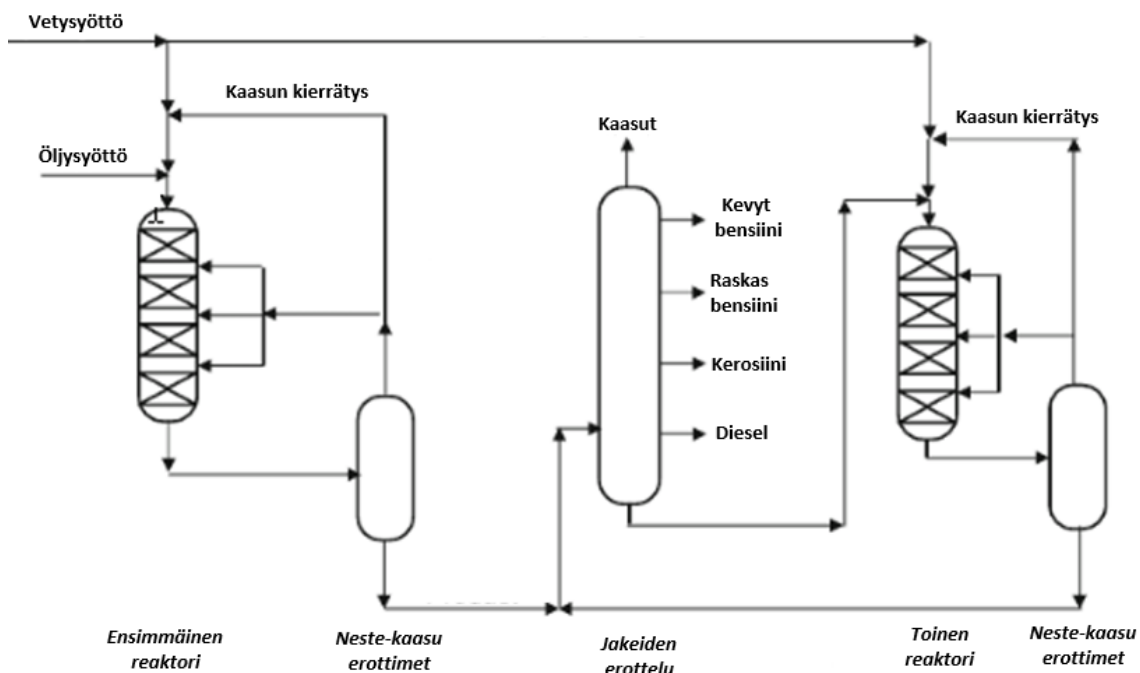 Vetysyöttö
Kaasun kierrätys
Öljysyöttö
Kaasut
Kevyt
bensiini
Raskas
bensiini
Kerosiini
Diesel
Kaasun kierrätys
Ensimmäinen
reaktori
Neste-kaasu
erottimet
Jakeiden
erottelu
Toinen
reaktori
Neste-kaasu
erottimet